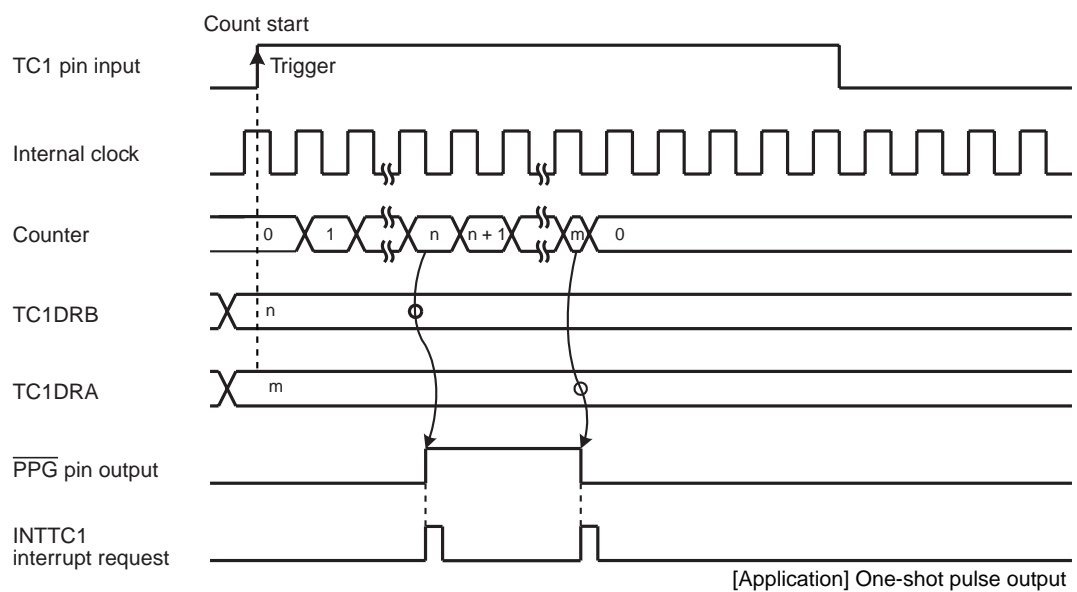 Count start
TC1 pin input
Trigger
Internal clock
Counter
0
1
n
n + 1
m
0
TC1DRB
n
TC1DRA
m
PPG pin output
INTTC1
interrupt request
[Application] One-shot pulse output